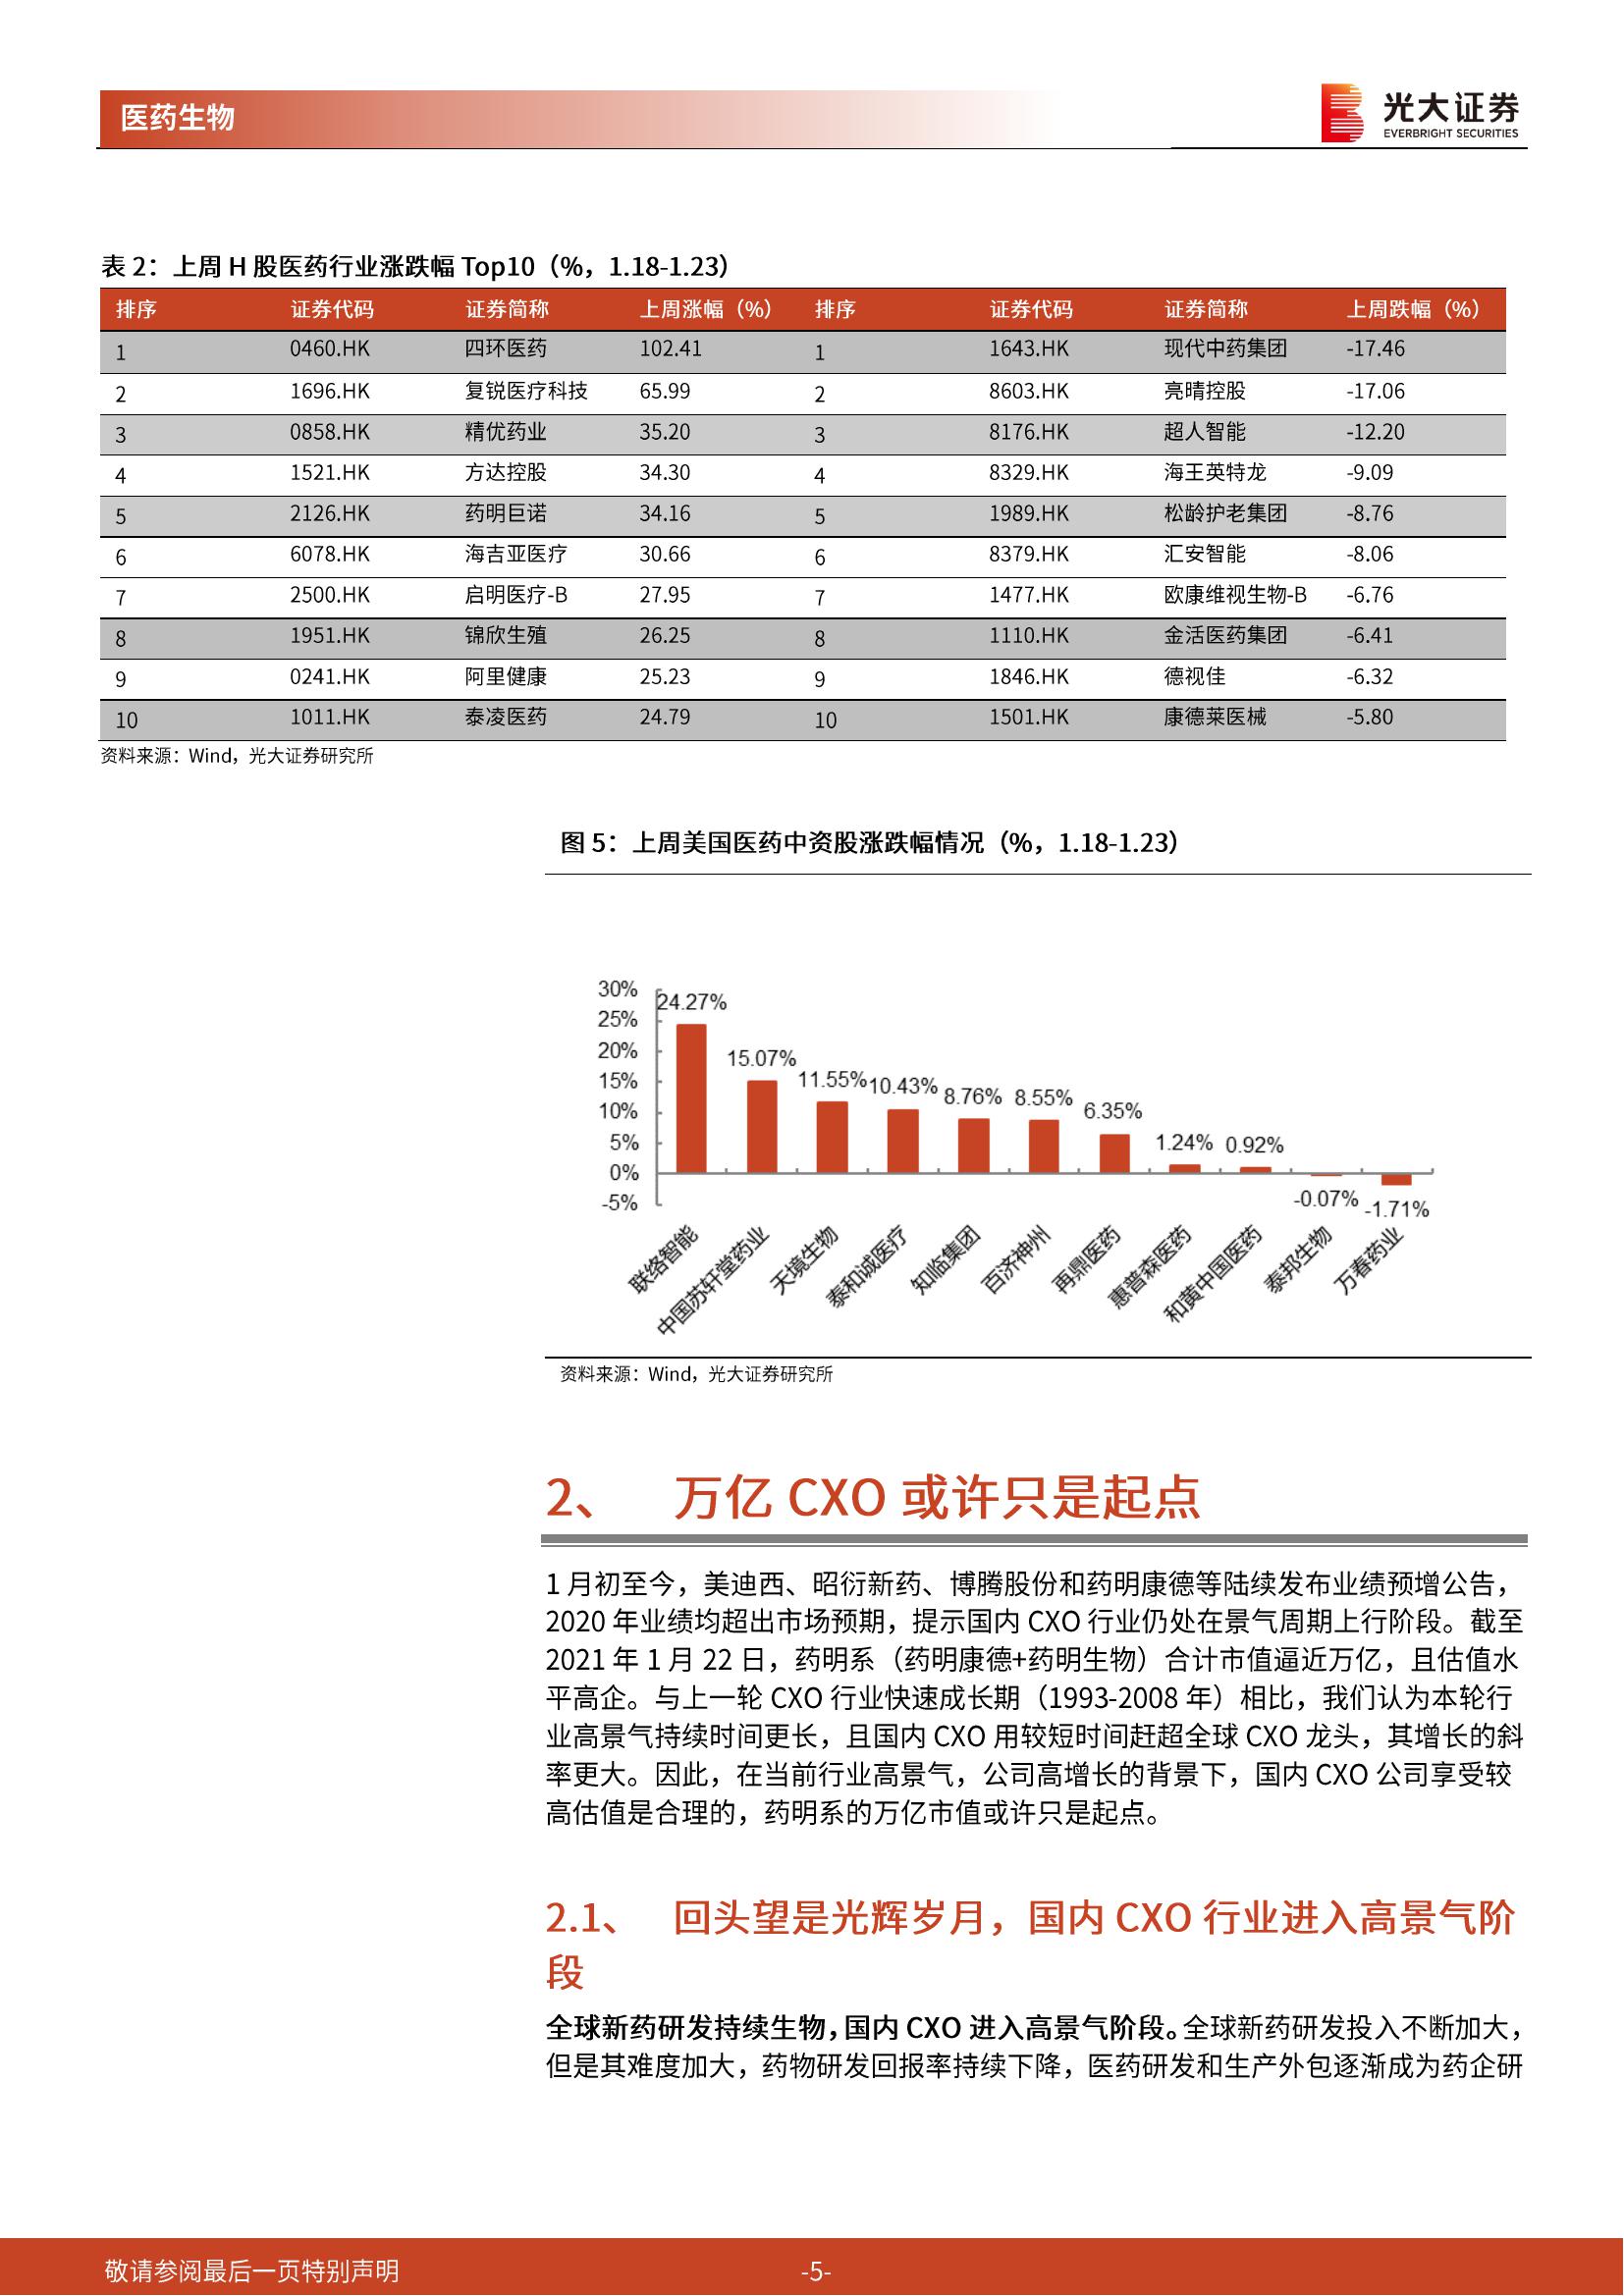 医药生物
光大证券
EVERBRIGHT SECURITIES
表 2：上周 H 股医药行业涨跌幅 Top10（%，1.18-1.23）
排序 证券代码 证券简称 上周涨幅（%） 排序 证券代码 证券简称 上周跌幅（%）
1 0460.HK 四环医药 102.41 1 1643.HK 现代中药集团 -17.46
2 1696.HK 复锐医疗科技 65.99 2 8603.HK 亮晴控股 -17.06
3 0858.HK 精优药业 35.20 3 8176.HK 超人智能 -12.20
4 1521.HK 方达控股 34.30 4 8329.HK 海王英特龙 -9.09
5 2126.HK 药明巨诺 34.16 5 1989.HK 松龄护老集团 -8.76
6 6078.HK 海吉亚医疗 30.66 6 8379.HK 汇安智能 -8.06
7 2500.HK 启明医疗-B 27.95 7 1477.HK 欧康维视生物-B -6.76
8 1951.HK 锦欣生殖 26.25 8 1110.HK 金活医药集团 -6.41
9 0241.HK 阿里健康 25.23 9 1846.HK 德视佳 -6.32
10 1011.HK 泰凌医药 24.79 10 1501.HK 康德莱医械 -5.80
资料来源：Wind，光大证券研究所
图 5：上周美国医药中资股涨跌幅情况（%，1.18-1.23）
30%
25%
20%
15%
10%
5%
0%
-5%
24.27% 15.07% 11.55% 10.43% 8.76% 8.55% 6.35% 1.24% 0.92% -0.07% -1.71%
联络智能 中国苏轩堂药业 天境生物 泰和诚医疗 知临集团 百济神州 再鼎医药 惠普森医药 和黄中国医药 泰邦生物 万春药业
资料来源：Wind，光大证券研究所
2、 万亿 CXO 或许只是起点
1 月初至今，美迪西、昭衍新药、博腾股份和药明康德等陆续发布业绩预增公告，
2020 年业绩均超出市场预期，提示国内 CXO 行业仍处在景气周期上行阶段。截至
2021 年 1 月 22 日，药明系（药明康德+药明生物）合计市值逼近万亿，且估值水
平高企。与上一轮 CXO 行业快速成长期（1993-2008 年）相比，我们认为本轮行
业高景气持续时间更长，且国内 CXO 用较短时间赶超全球 CXO 龙头，其增长的斜
率更大。因此，在当前行业高景气，公司高增长的背景下，国内 CXO 公司享受较
高估值是合理的，药明系的万亿市值或许只是起点。
2.1、 回头望是光辉岁月，国内 CXO 行业进入高景气阶
段
全球新药研发持续生物，国内 CXO 进入高景气阶段。全球新药研发投入不断加大，
但是其难度加大，药物研发回报率持续下降，医药研发和生产外包逐渐成为药企研
敬请参阅最后一页特别声明
-5-